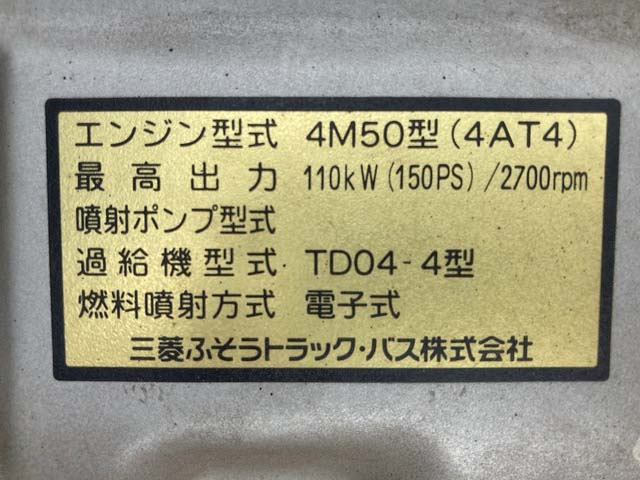 エンジン型式 4M50型(4AT4)
最高出力 110kW(150PS)/2700rpm
噴射ポンプ型式
過給機型式 TD04-4型
燃料噴射方式 電子式
三菱ふそうトラック・バス株式会社